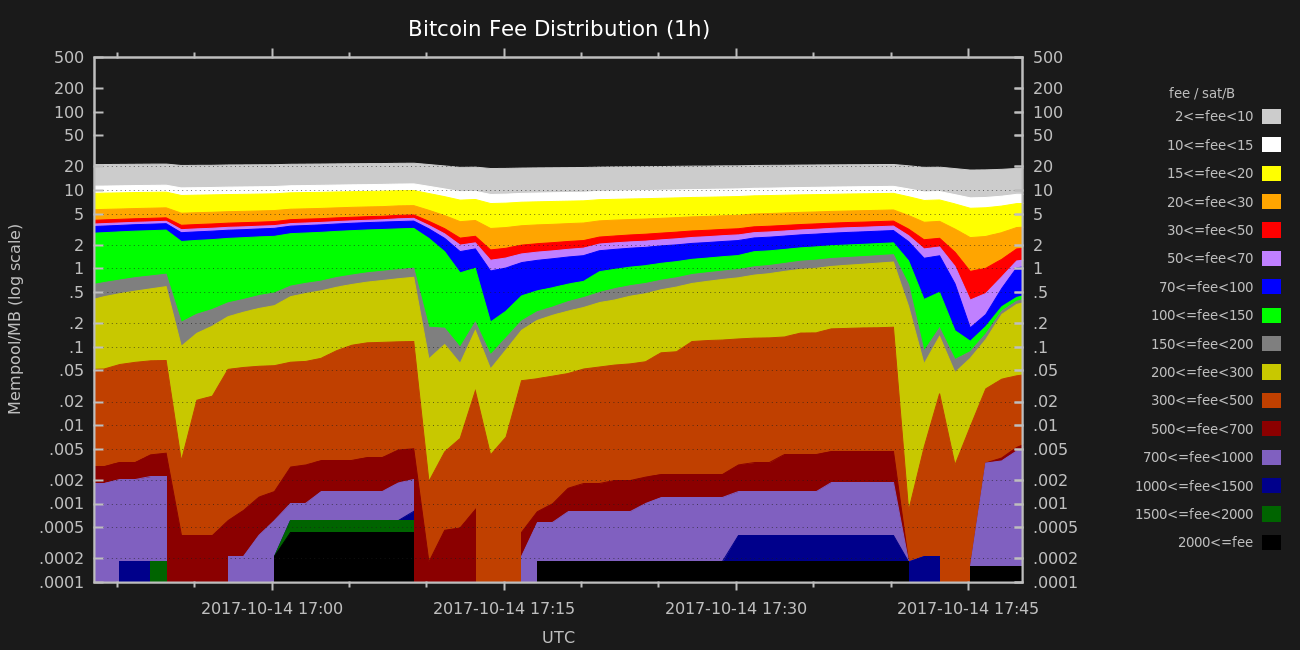 Bitcoin Fee Distribution (1h)
Mempool/MB (log scale)
500
200
100
50
20
10
5
2
1
.5
.2
.1
.05
.02
.01
.005
.002
.001
.0005
.0002
.0001
500
200
100
50
20
10
5
2
1
.5
.2
.1
.05
.02
.01
.005
.002
.001
.0005
.0002
.0001
2017-10-14 17:00 2017-10-14 17:15 2017-10-14 17:30 2017-10-14 17:45
UTC
fee / sat/B
2<=fee<10
10<=fee<15
15<=fee<20
20<=fee<30
30<=fee<50
50<=fee<70
70<=fee<100
100<=fee<150
150<=fee<200
200<=fee<300
300<=fee<500
500<=fee<700
700<=fee<1000
1000<=fee<1500
1500<=fee<2000
2000<=fee